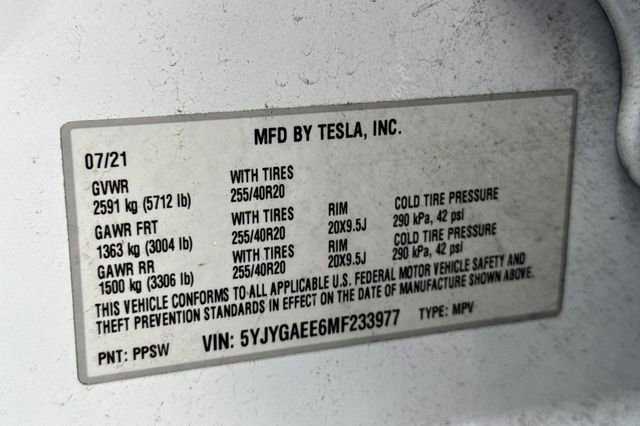 MFD BY TESLA, INC.
07/21
GVWR WITH TIRES
2591 kg (5712 lb) 255/40R20
GAWR FRT WITH TIRES RIM COLD TIRE PRESSURE
1363 kg (3004 lb) 255/40R20 20X9.5J 290 kPa, 42 psi
GAWR RR WITH TIRES RIM COLD TIRE PRESSURE
1500 kg (3306 lb) 255/40R20 20X9.5J 290 kPa, 42 psi
THIS VEHICLE CONFORMS TO ALL APPLICABLE U.S. FEDERAL MOTOR VEHICLE SAFETY AND
THEFT PREVENTION STANDARDS IN EFFECT ON THE DATE OF MANUFACTURE SHOWN ABOVE.
PNT: PPSW VIN: 5YJYGAEE6MF233977 TYPE: MPV